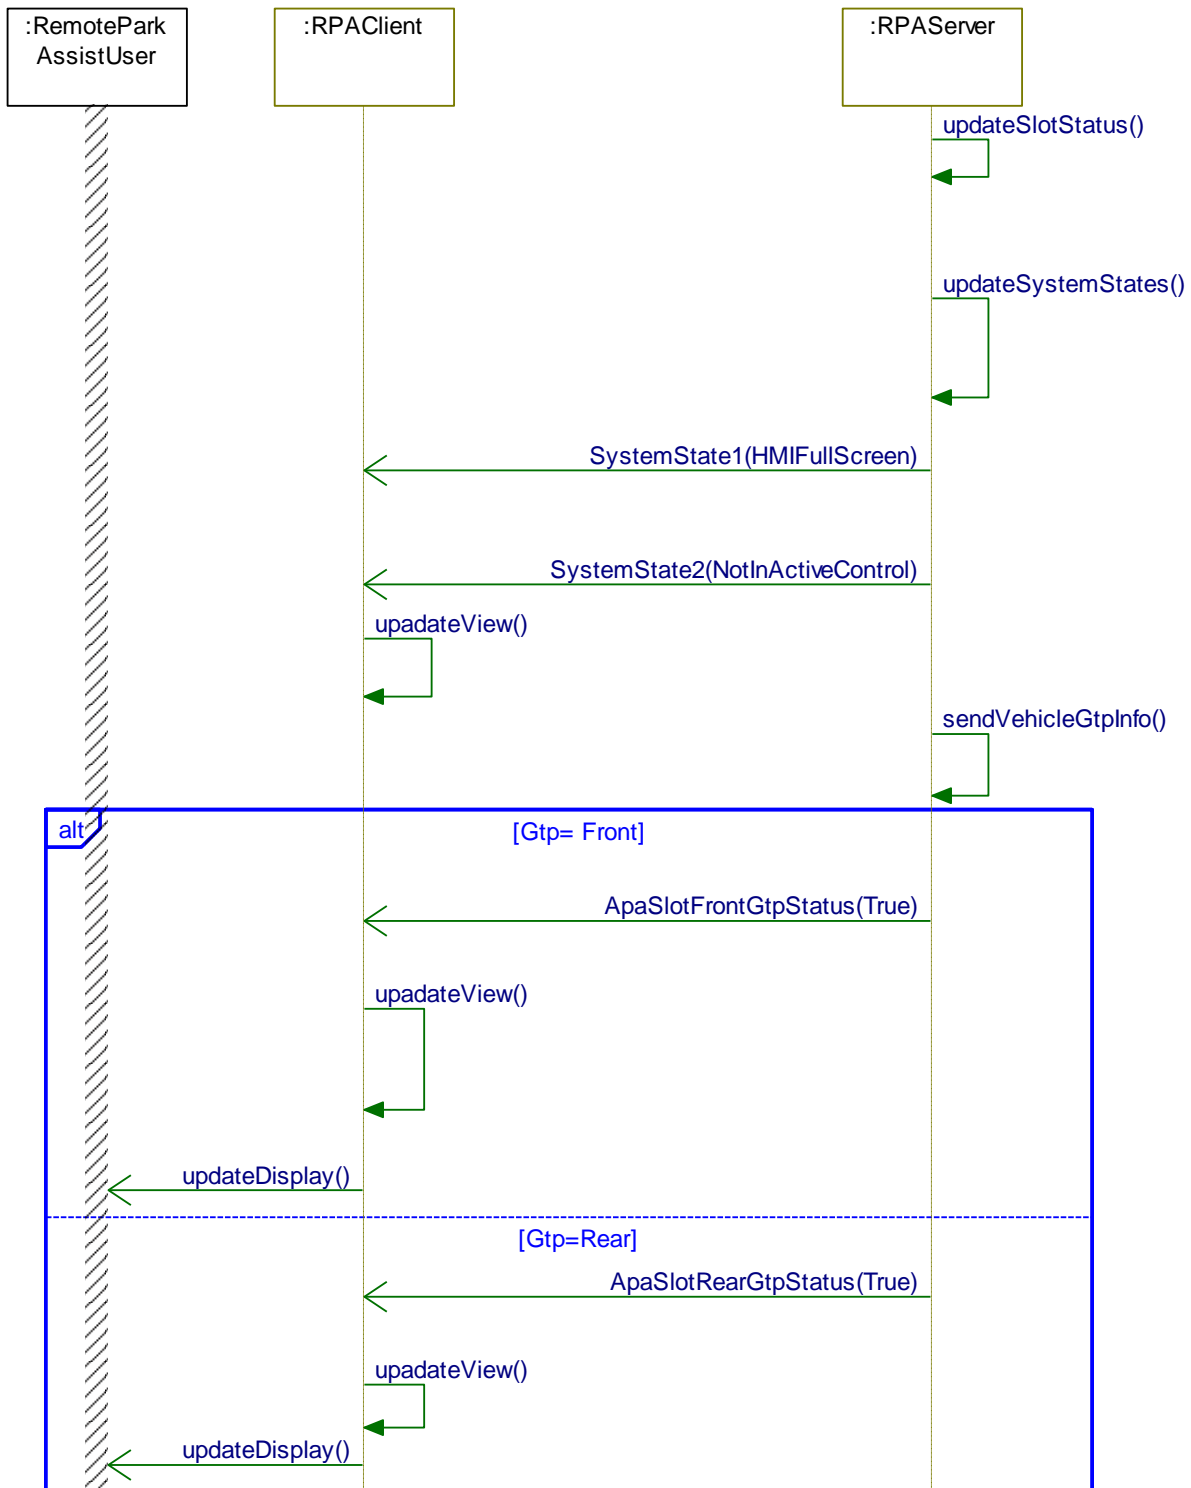 :RemotePark
AssistUser
:RPAClient
:RPAServer
updateSlotStatus()
updateSystemStates()
SystemState1(HMIFullScreen)
SystemState2(NotInActiveControl)
upadateView()
sendVehicleGtpInfo()
alt
[Gtp= Front]
ApaSlotFrontGtpStatus(True)
upadateView()
updateDisplay()
[Gtp=Rear]
ApaSlotRearGtpStatus(True)
upadateView()
updateDisplay()